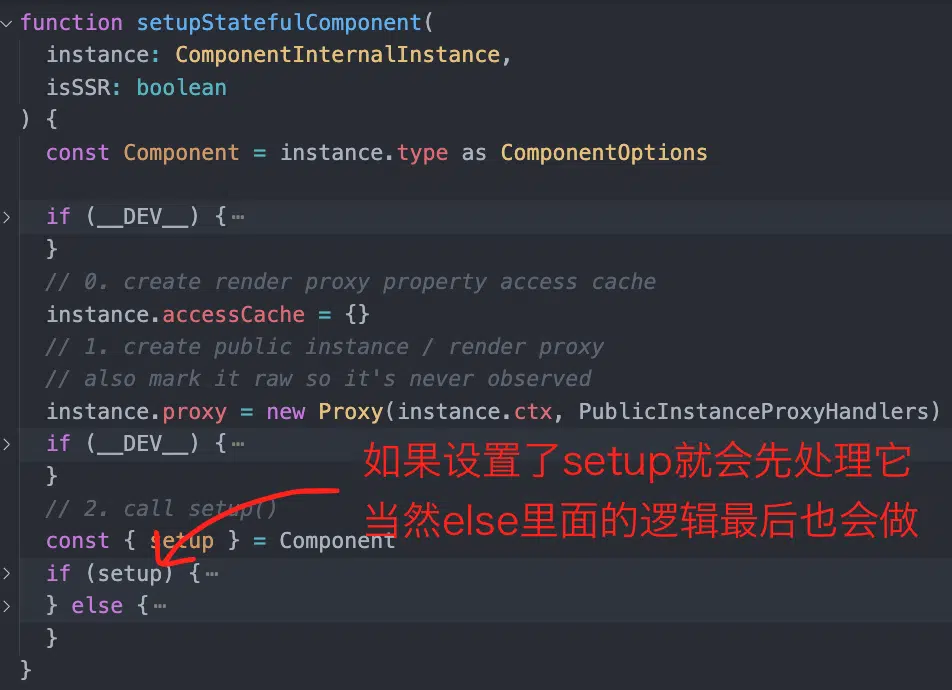 function setupStatefulComponent(
  instance: ComponentInternalInstance,
  isSSR: boolean
) {
  const Component = instance.type as ComponentOptions
  if (__DEV__) {…
  }
  // 0. create render proxy property access cache
  instance.accessCache = {}
  // 1. create public instance / render proxy
  // also mark it raw so it's never observed
  instance.proxy = new Proxy(instance.ctx, PublicInstanceProxyHandlers)
  if (__DEV__) {…
  }
如果设置了setup就会先处理它
  // 2. call setup()
当然else里面的逻辑最后也会做
  const { setup } = Component
  if (setup) {…
  } else {…
  }
}